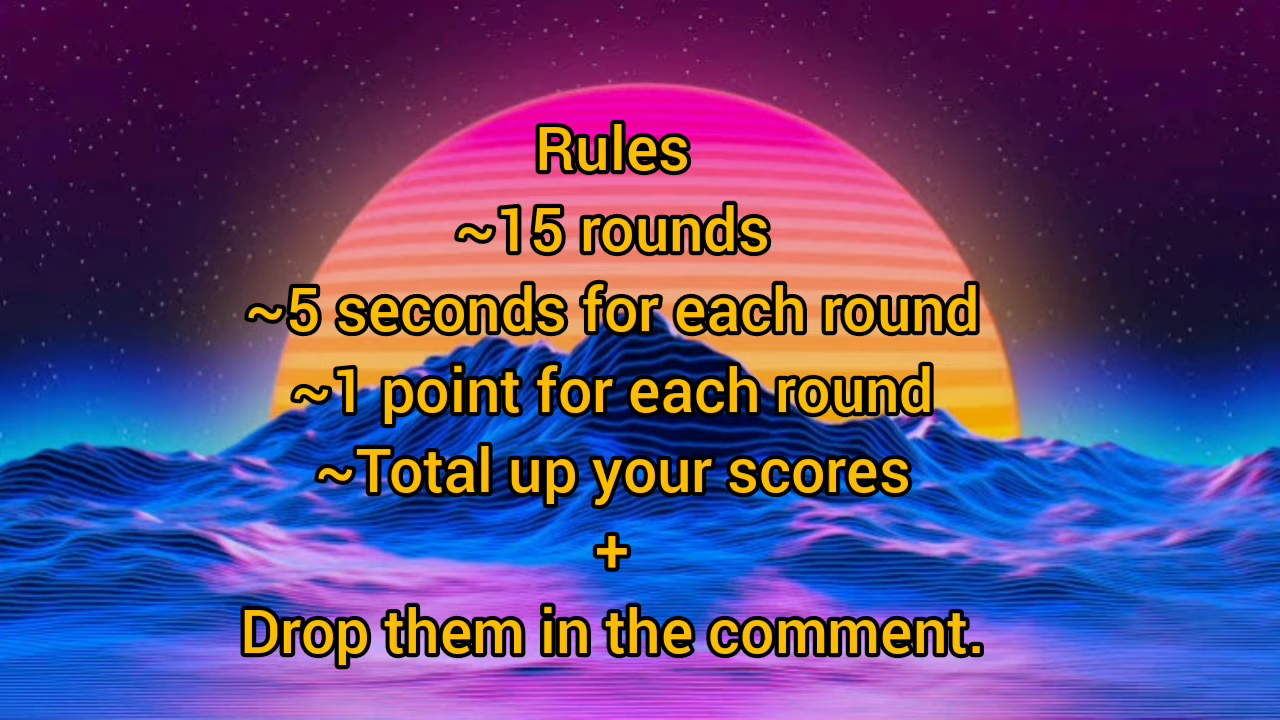 Rules
~15 rounds
~5 seconds for each round
~1 point for each round
~Total up your scores
+
Drop them in the comment.